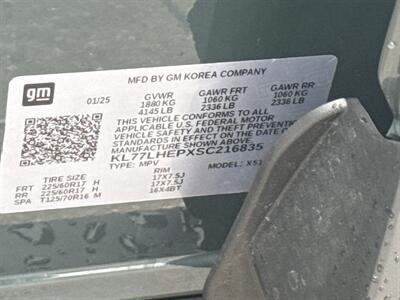 MFD BY GM KOREA COMPANY
gm
01/25 GVWR GAWR FRT GAWR RR
1880 KG 1060 KG 1060 KG
4145 LB 2336 LB 2336 LB
THIS VEHICLE CONFORMS TO ALL
APPLICABLE U.S. FEDERAL MOTOR
VEHICLE SAFETY AND THEFT PREVENTION
STANDARDS IN EFFECT ON THE DATE OF
MANUFACTURE SHOWN ABOVE.
KL77LHEPXSC216835
TYPE: MPV MODEL:
TIRE SIZE RIM
FRT 225/60R17 H 17X7.5J
RR 225/60R17 H 17X7.5J
SPA T125/70R16 M 16X4BT